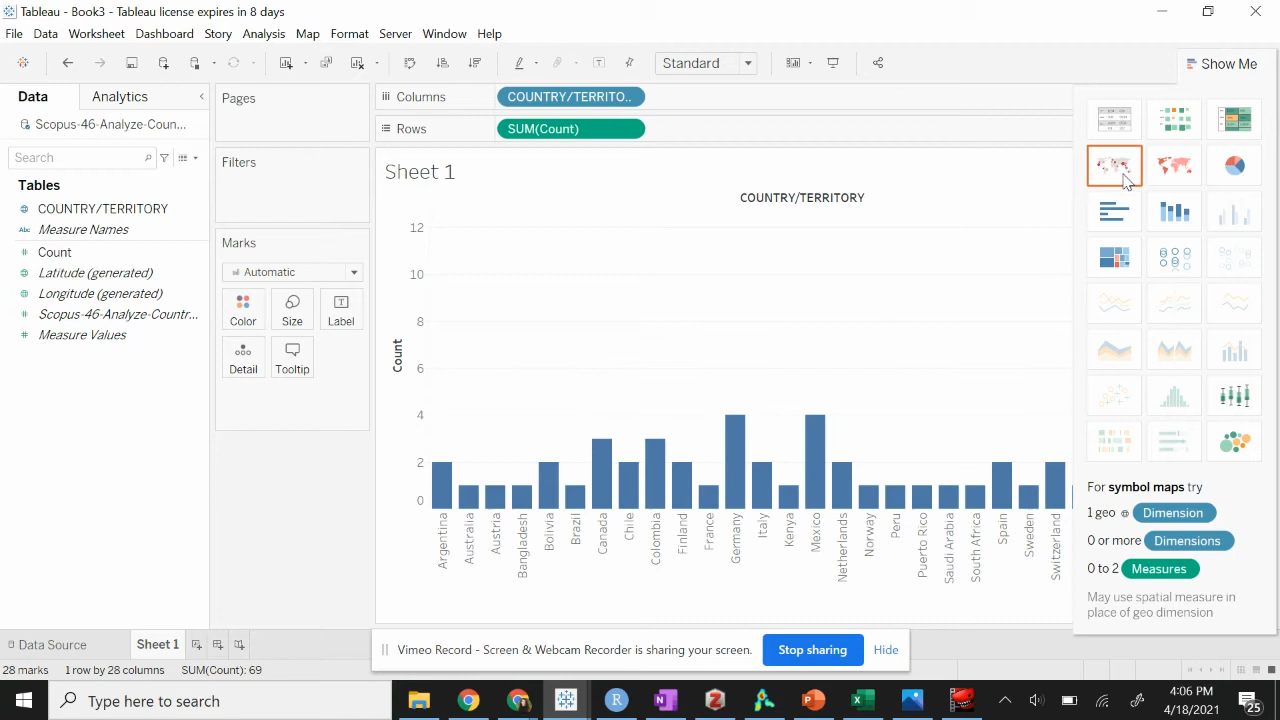 Tableau - Book3 - Tableau license expires in 8 days
File Data Worksheet Dashboard Story Analysis Map Format Server Window Help
Standard
Show Me
Data Analytics
Pages
Columns COUNTRY/TERRITO..
Scopus-46-Analyze-Coun...
Rows SUM(Count)
Search
Filters
Sheet 1
Tables
COUNTRY/TERRITORY
COUNTRY/TERRITORY
Abc Measure Names
Count
Latitude (generated)
Longitude (generated)
Scopus-46-Analyze-Countr...
Measure Values
Marks
Automatic
Color Size Label
Detail Tooltip
Count
12
10
8
6
4
2
0
Argentina
Australia
Austria
Bangladesh
Bolivia
Brazil
Canada
Chile
Colombia
Finland
France
Germany
Italy
Kenya
Mexico
Netherlands
Norway
Peru
Puerto Rico
Saudi Arabia
South Africa
Spain
Sweden
Switzerland
For symbol maps try
1 geo Dimension
0 or more Dimensions
0 to 2 Measures
May use spatial measure in
place of geo dimension
Data Source Sheet 1
Vimeo Record - Screen & Webcam Recorder is sharing your screen. Stop sharing Hide
28 marks 1 row by 28 columns SUM(Count): 69
Type here to search
4:06 PM
4/18/2021
25